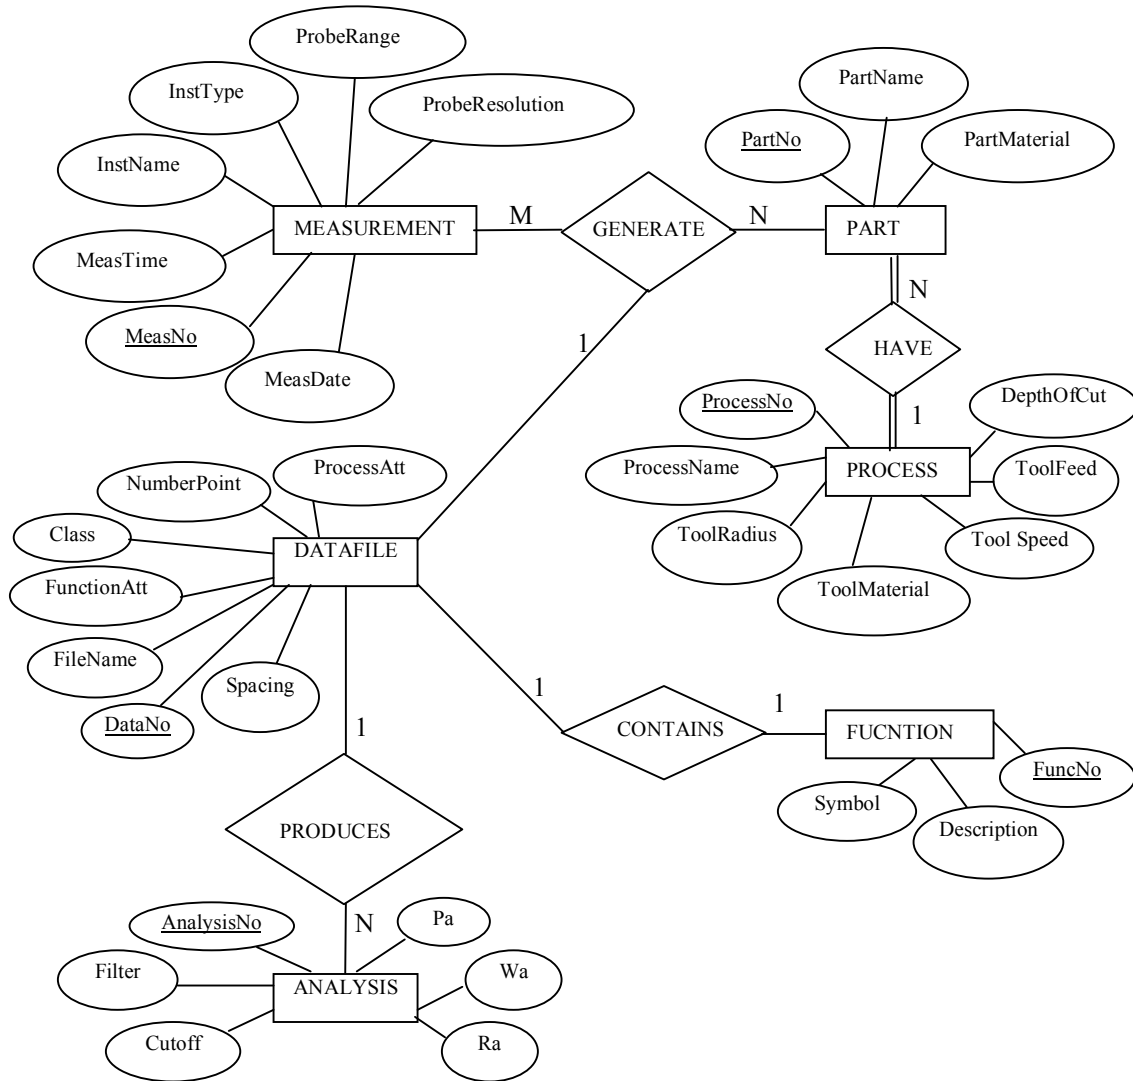 ProbeRange
InstType
ProbeResolution
PartName
PartNo
PartMaterial
InstName
MEASUREMENT
M
GENERATE
N
PART
MeasTime
MeasNo
MeasDate
1
N
HAVE
1
ProcessNo
DepthOfCut
ProcessName
PROCESS
ToolFeed
ToolRadius
Tool Speed
ToolMaterial
ProcessAtt
NumberPoint
Class
DATAFILE
FunctionAtt
FileName
Spacing
DataNo
1
1
CONTAINS
1
FUCNTION
FuncNo
Symbol
Description
PRODUCES
N
AnalysisNo
Pa
Filter
Wa
ANALYSIS
Cutoff
Ra